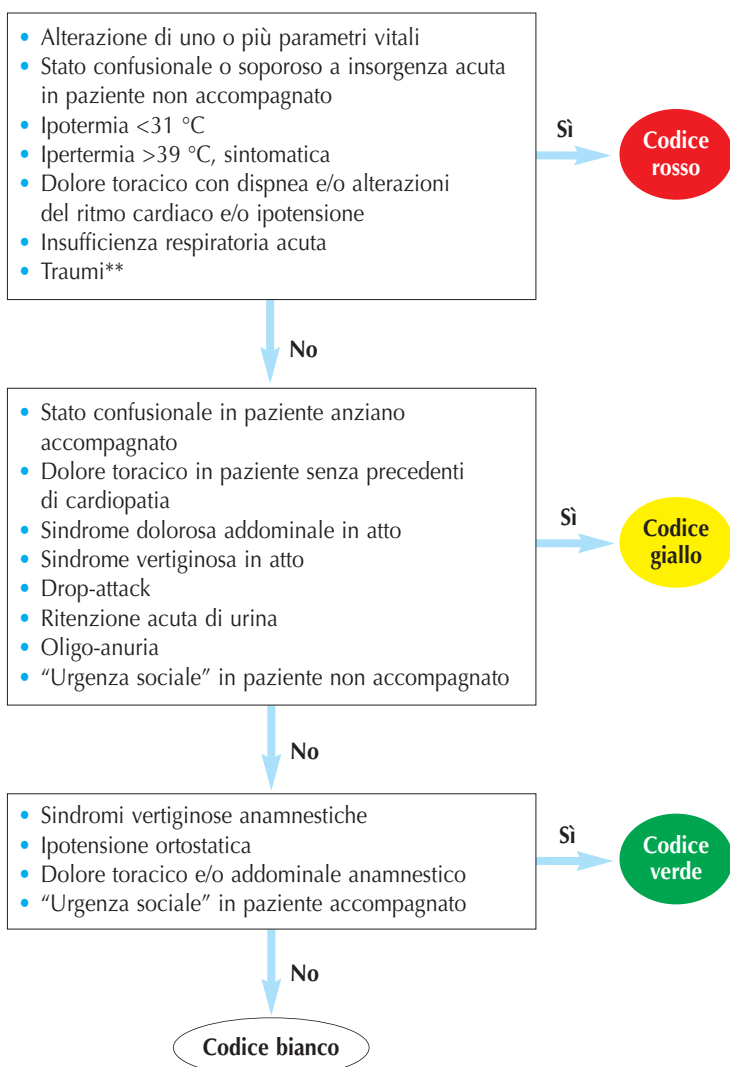 • Alterazione di uno o più parametri vitali
• Stato confusionale o soporoso a insorgenza acuta
in paziente non accompagnato
• Ipotermia <31 °C
• Ipertermia >39 °C, sintomatica
• Dolore toracico con dispnea e/o alterazioni
del ritmo cardiaco e/o ipotensione
• Insufficienza respiratoria acuta
• Traumi**
Sì
Codice
rosso
No
• Stato confusionale in paziente anziano
accompagnato
• Dolore toracico in paziente senza precedenti
di cardiopatia
• Sindrome dolorosa addominale in atto
• Sindrome vertiginosa in atto
• Drop-attack
• Ritenzione acuta di urina
• Oligo-anuria
• “Urgenza sociale” in paziente non accompagnato
Sì
Codice
giallo
No
• Sindromi vertiginose anamnestiche
• Ipotensione ortostatica
• Dolore toracico e/o addominale anamnestico
• “Urgenza sociale” in paziente accompagnato
Sì
Codice
verde
No
Codice bianco